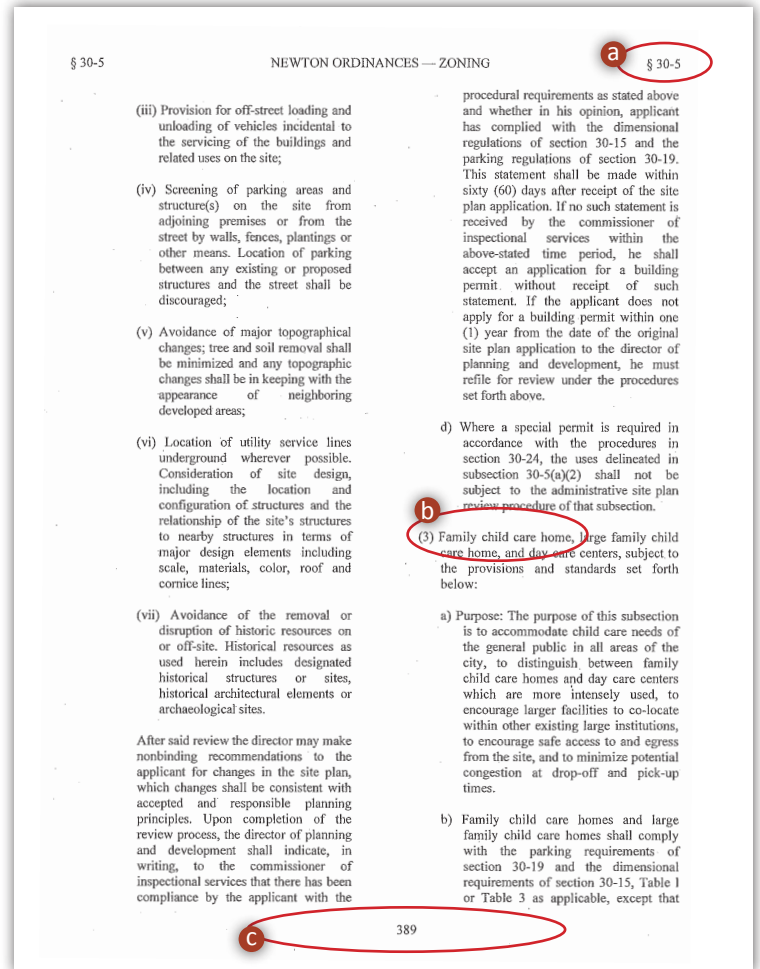 § 30-5
NEWTON ORDINANCES — ZONING
a
§ 30-5
(iii) Provision for off-street loading and
unloading of vehicles incidental to
the servicing of the buildings and
related uses on the site;
(iv) Screening of parking areas and
structure(s) on the site from
adjoining premises or from the
street by walls, fences, plantings or
other means. Location of parking
between any existing or proposed
structures and the street shall be
discouraged;
(v) Avoidance of major topographical
changes; tree and soil removal shall
be minimized and any topographic
changes shall be in keeping with the
appearance of neighboring
developed areas;
(vi) Location of utility service lines
underground wherever possible.
Consideration of site design,
including the location and
configuration of structures and the
relationship of the site's structures
to nearby structures in terms of
major design elements including
scale, materials, color, roof and
cornice lines;
(vii) Avoidance of the removal or
disruption of historic resources on
or off-site. Historical resources as
used herein includes designated
historical structures or sites,
historical architectural elements or
archaeological sites.
After said review the director may make
nonbinding recommendations to the
applicant for changes in the site plan,
which changes shall be consistent with
accepted and responsible planning
principles. Upon completion of the
review process, the director of planning
and development shall indicate, in
writing, to the commissioner of
inspectional services that there has been
compliance by the applicant with the
procedural requirements as stated above
and whether in his opinion, applicant
has complied with the dimensional
regulations of section 30-15 and the
parking regulations of section 30-19.
This statement shall be made within
sixty (60) days after receipt of the site
plan application. If no such statement is
received by the commissioner of
inspectional services within the
above-stated time period, he shall
accept an application for a building
permit without receipt of such
statement. If the applicant does not
apply for a building permit within one
(1) year from the date of the original
site plan application to the director of
planning and development, he must
refile for review under the procedures
set forth above.
d) Where a special permit is required in
accordance with the procedures in
section 30-24, the uses delineated in
subsection 30-5(a)(2) shall not be
subject to the administrative site plan
review procedure of that subsection.
b
(3) Family child care home, large family child
care home, and day care centers, subject to
the provisions and standards set forth
below:
a) Purpose: The purpose of this subsection
is to accommodate child care needs of
the general public in all areas of the
city, to distinguish between family
child care homes and day care centers
which are more intensely used, to
encourage larger facilities to co-locate
within other existing large institutions,
to encourage safe access to and egress
from the site, and to minimize potential
congestion at drop-off and pick-up
times.
b) Family child care homes and large
family child care homes shall comply
with the parking requirements of
section 30-19 and the dimensional
requirements of section 30-15, Table 1
or Table 3 as applicable, except that
c
389